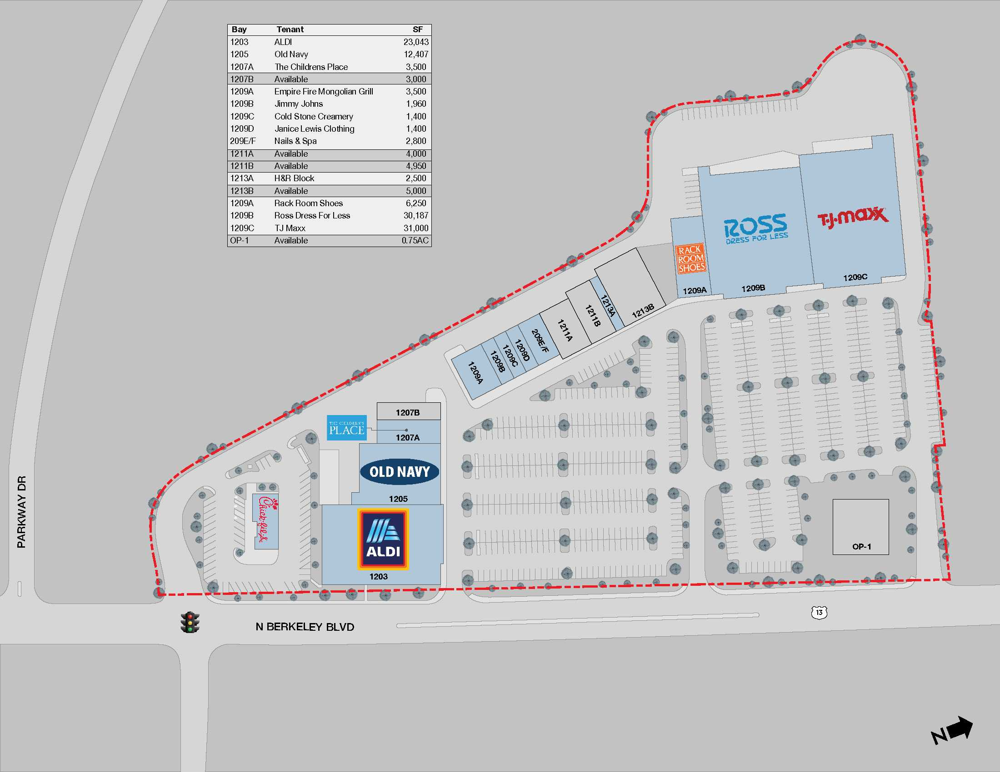 Bay Tenant SF
1203 ALDI 23,043
1205 Old Navy 12,407
1207A The Childrens Place 3,500
1207B Available 3,000
1209A Empire Fire Mongolian Grill 3,500
1209B Jimmy Johns 1,960
1209C Cold Stone Creamery 1,400
1209D Janice Lewis Clothing 1,400
209E/F Nails & Spa 2,800
1211A Available 4,000
1211B Available 4,950
1213A H&R Block 2,500
1213B Available 5,000
1209A Rack Room Shoes 6,250
1209B Ross Dress For Less 30,187
1209C TJ Maxx 31,000
OP-1 Available 0.75AC
ROSS
DRESS FOR LESS
T·J·maxx
RACK
ROOM
SHOES
1209A
1209B
1209C
1213B
1213A
1211B
1211A
209E/F
1209D
1209C
1209B
1209A
1207B
THE CHILDREN'S
PLACE
1207A
OLD NAVY
1205
Chick-fil-A
ALDI
1203
OP-1
PARKWAY DR
N BERKELEY BLVD
13
N